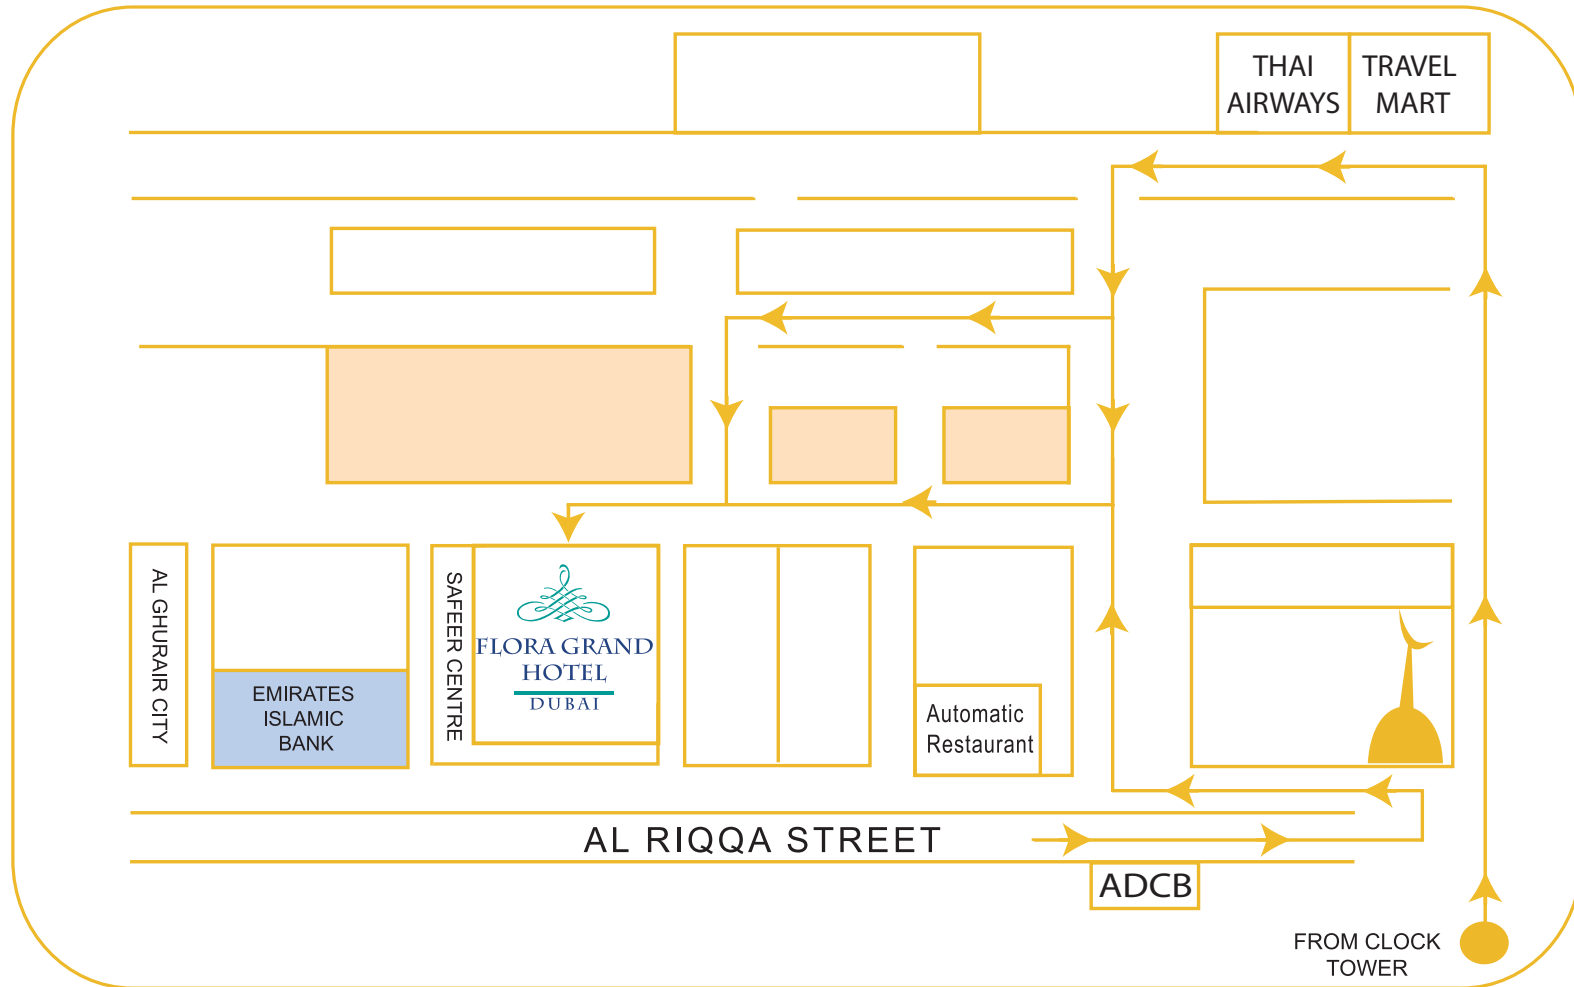 THAI
AIRWAYS
TRAVEL
MART
AL GHURAIR CITY
EMIRATES
ISLAMIC
BANK
SAFEER CENTRE
FLORA GRAND
HOTEL
DUBAI
Automatic
Restaurant
AL RIQQA STREET
ADCB
FROM CLOCK
TOWER